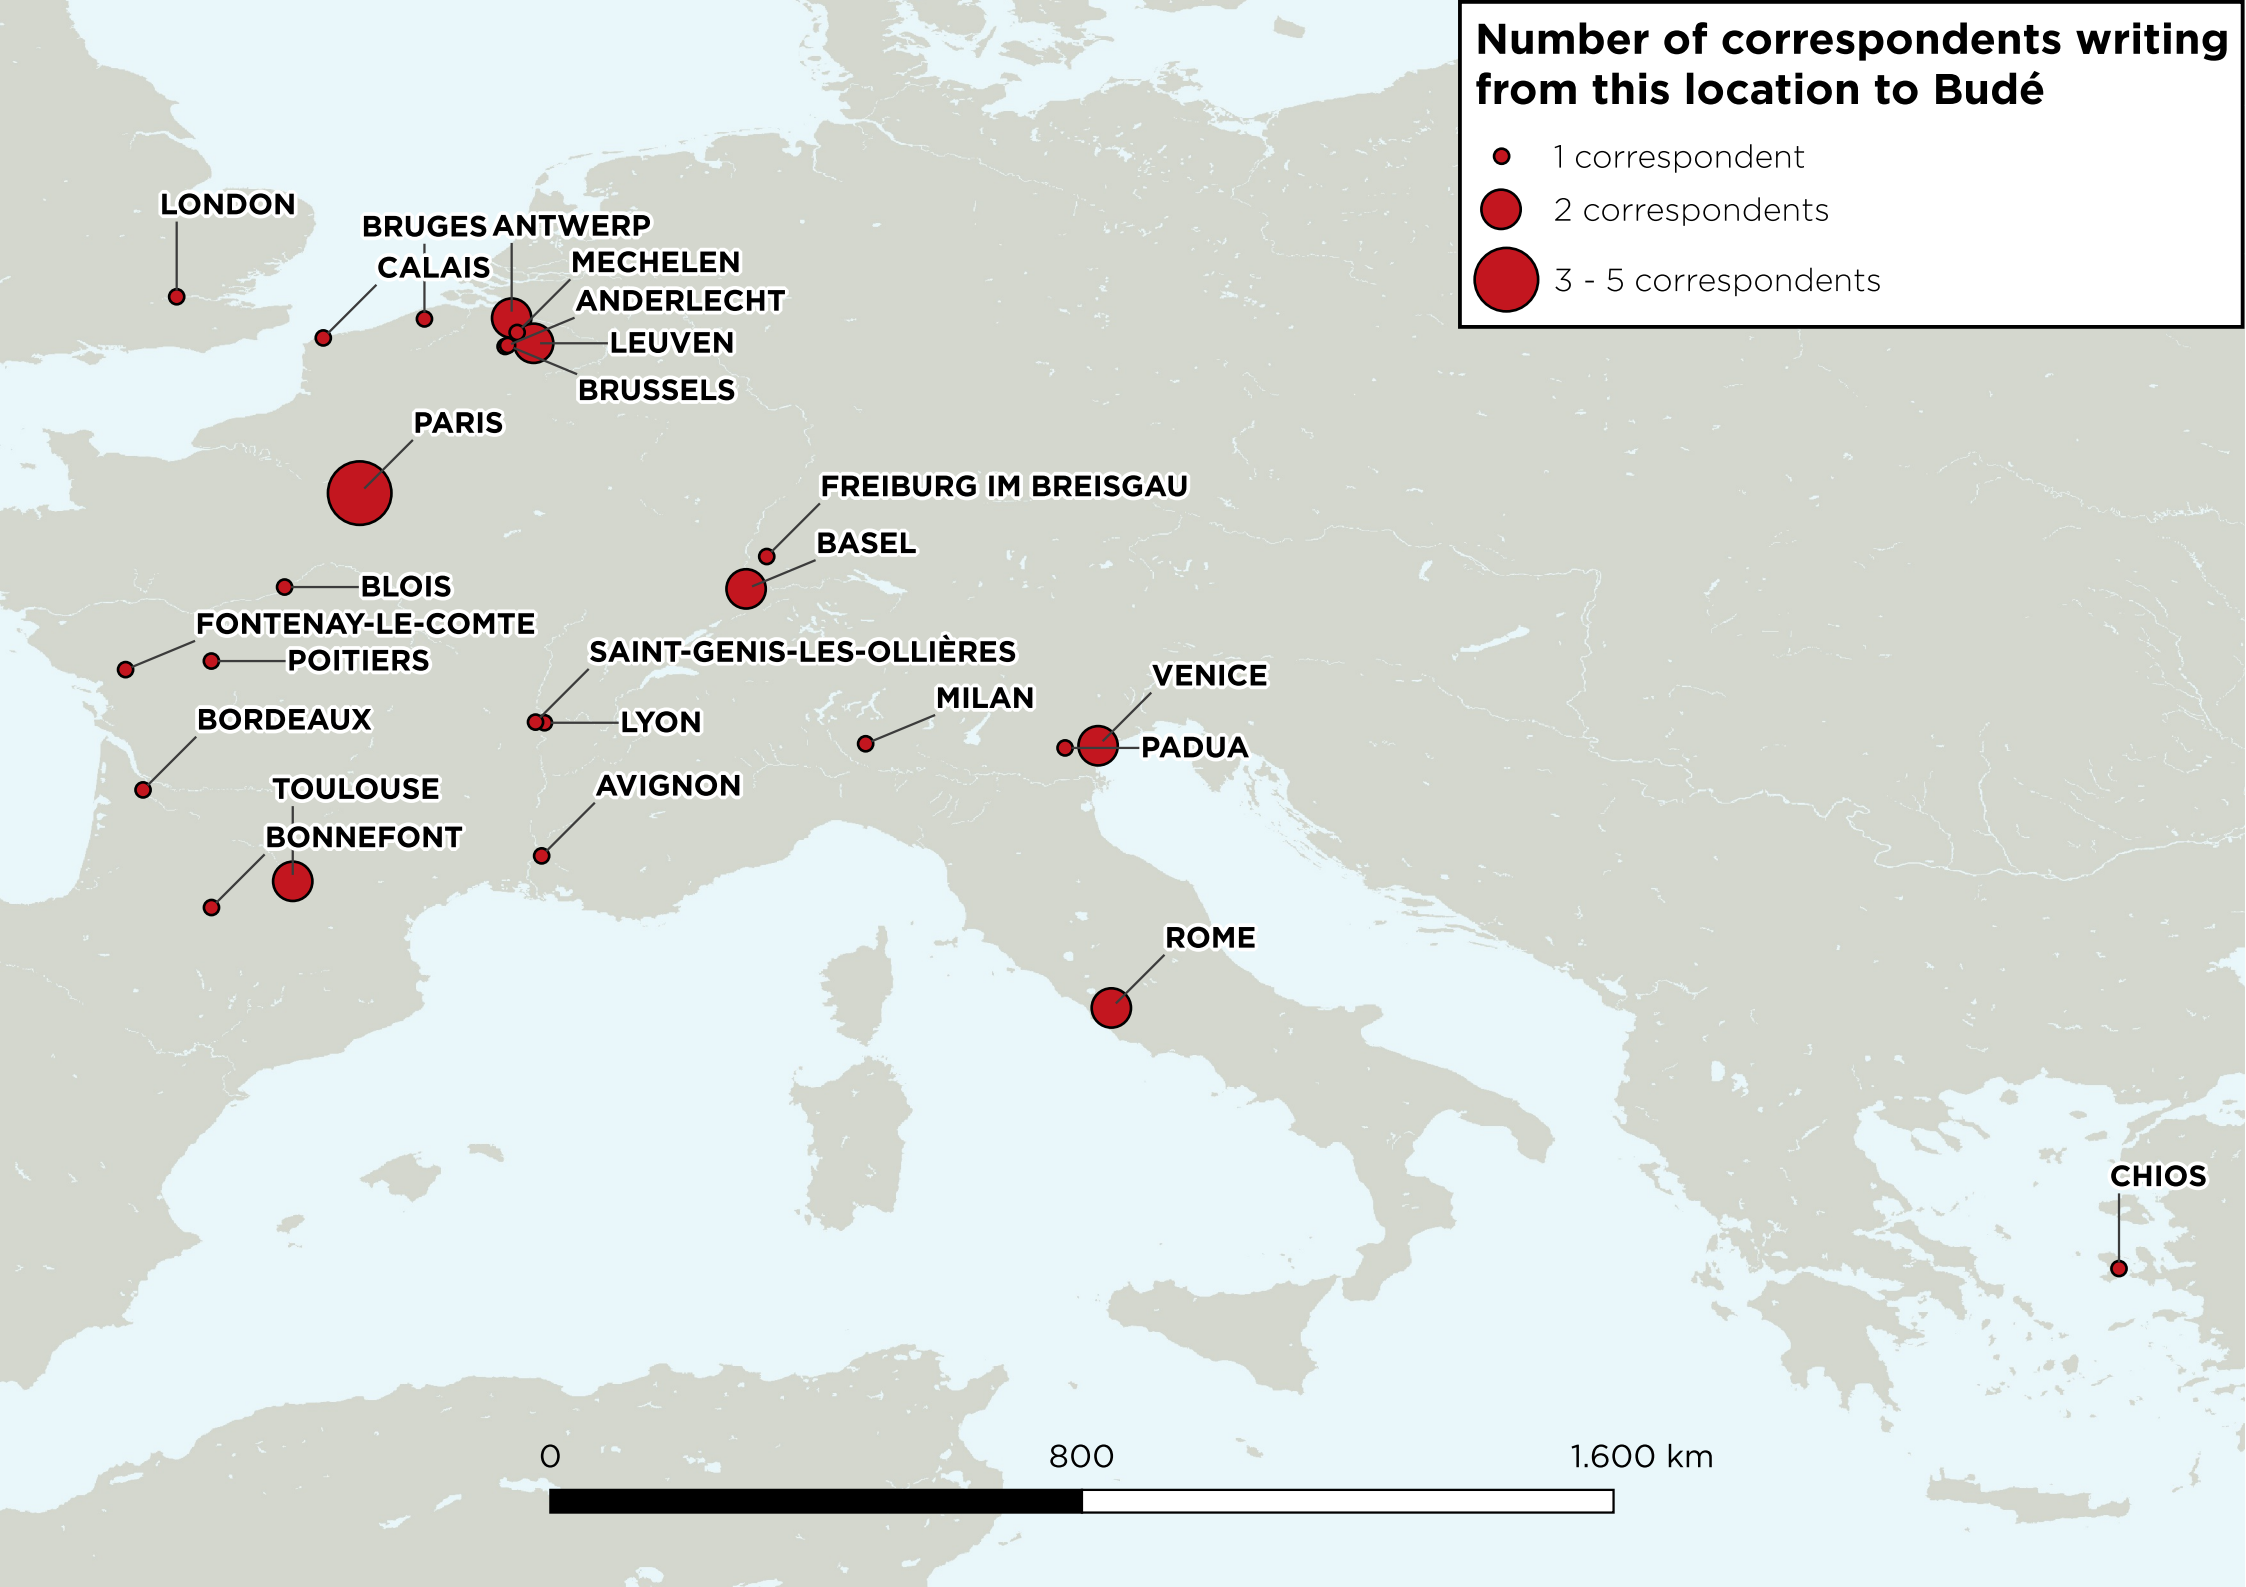 Number of correspondents writing
from this location to Budé
1 correspondent
2 correspondents
3 - 5 correspondents
LONDON
BRUGES
ANTWERP
CALAIS
MECHELEN
ANDERLECHT
LEUVEN
BRUSSELS
PARIS
FREIBURG IM BREISGAU
BASEL
BLOIS
FONTENAY-LE-COMTE
POITIERS
SAINT-GENIS-LES-OLLIÈRES
VENICE
MILAN
BORDEAUX
LYON
PADUA
TOULOUSE
AVIGNON
BONNEFONT
ROME
CHIOS
0 800 1.600 km